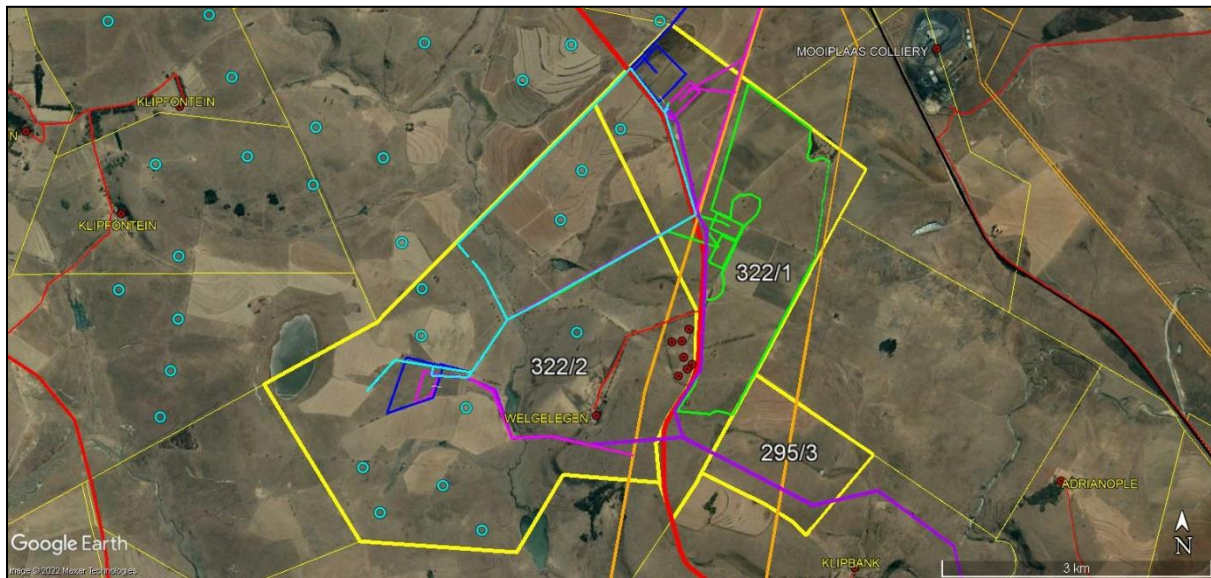 MOOIPLAAS COLLIERY
KLIPFONTEIN
N
KLIPFONTEIN
322/1
322/2
WELGELEGEN
295/3
ADRIANOPLE
Google Earth
N
KLIPBANK
3 km
Image © 2022 Maxar Technologies